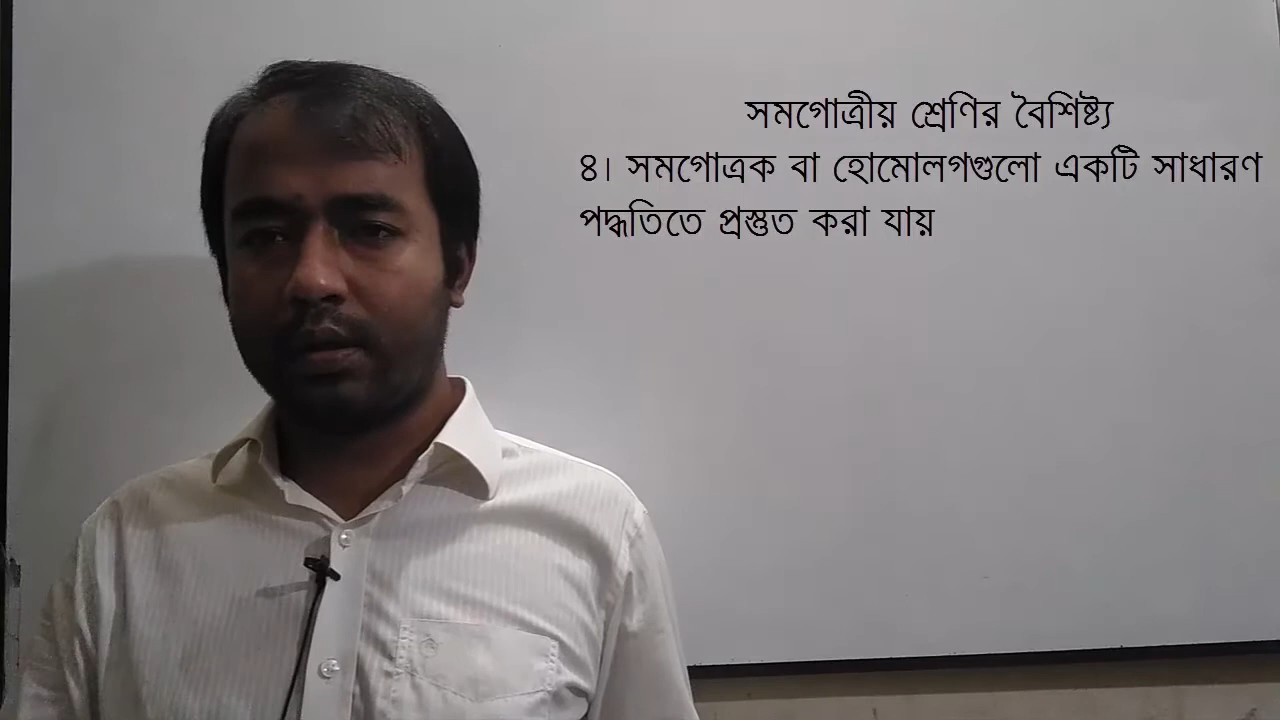 সমগোত্রীয় শ্রেণির বৈশিষ্ট্য
৪। সমগোত্রক বা হোমোলগগুলো একটি সাধারণ
পদ্ধতিতে প্রস্তুত করা যায়